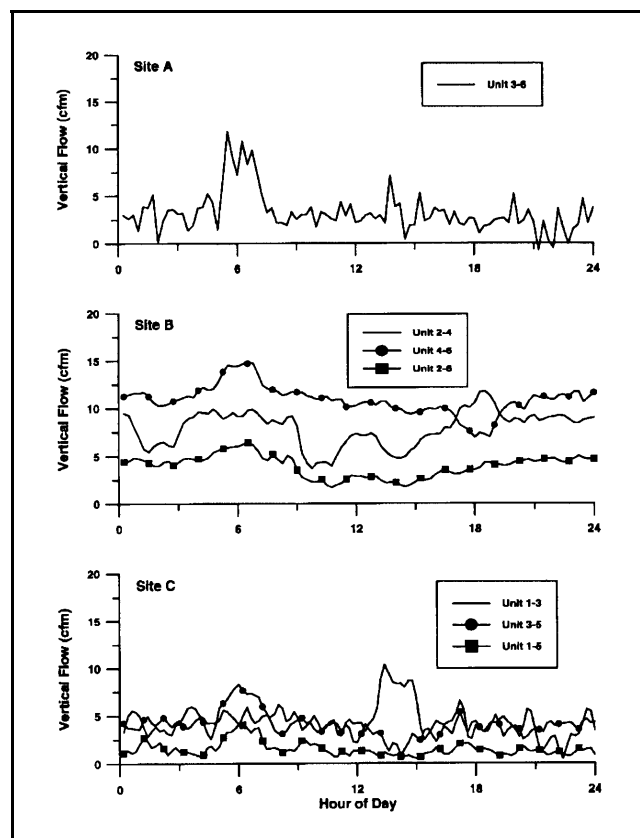 Site A
Unit 3-6
Vertical Flow (cfm)
20
15
10
5
0
0 6 12 18 24
Site B
Unit 2-4
Unit 4-6
Unit 2-6
Vertical Flow (cfm)
20
15
10
5
0
0 6 12 18 24
Site C
Unit 1-3
Unit 3-5
Unit 1-5
Vertical Flow (cfm)
20
15
10
5
0
0 6 12 18 24
Hour of Day